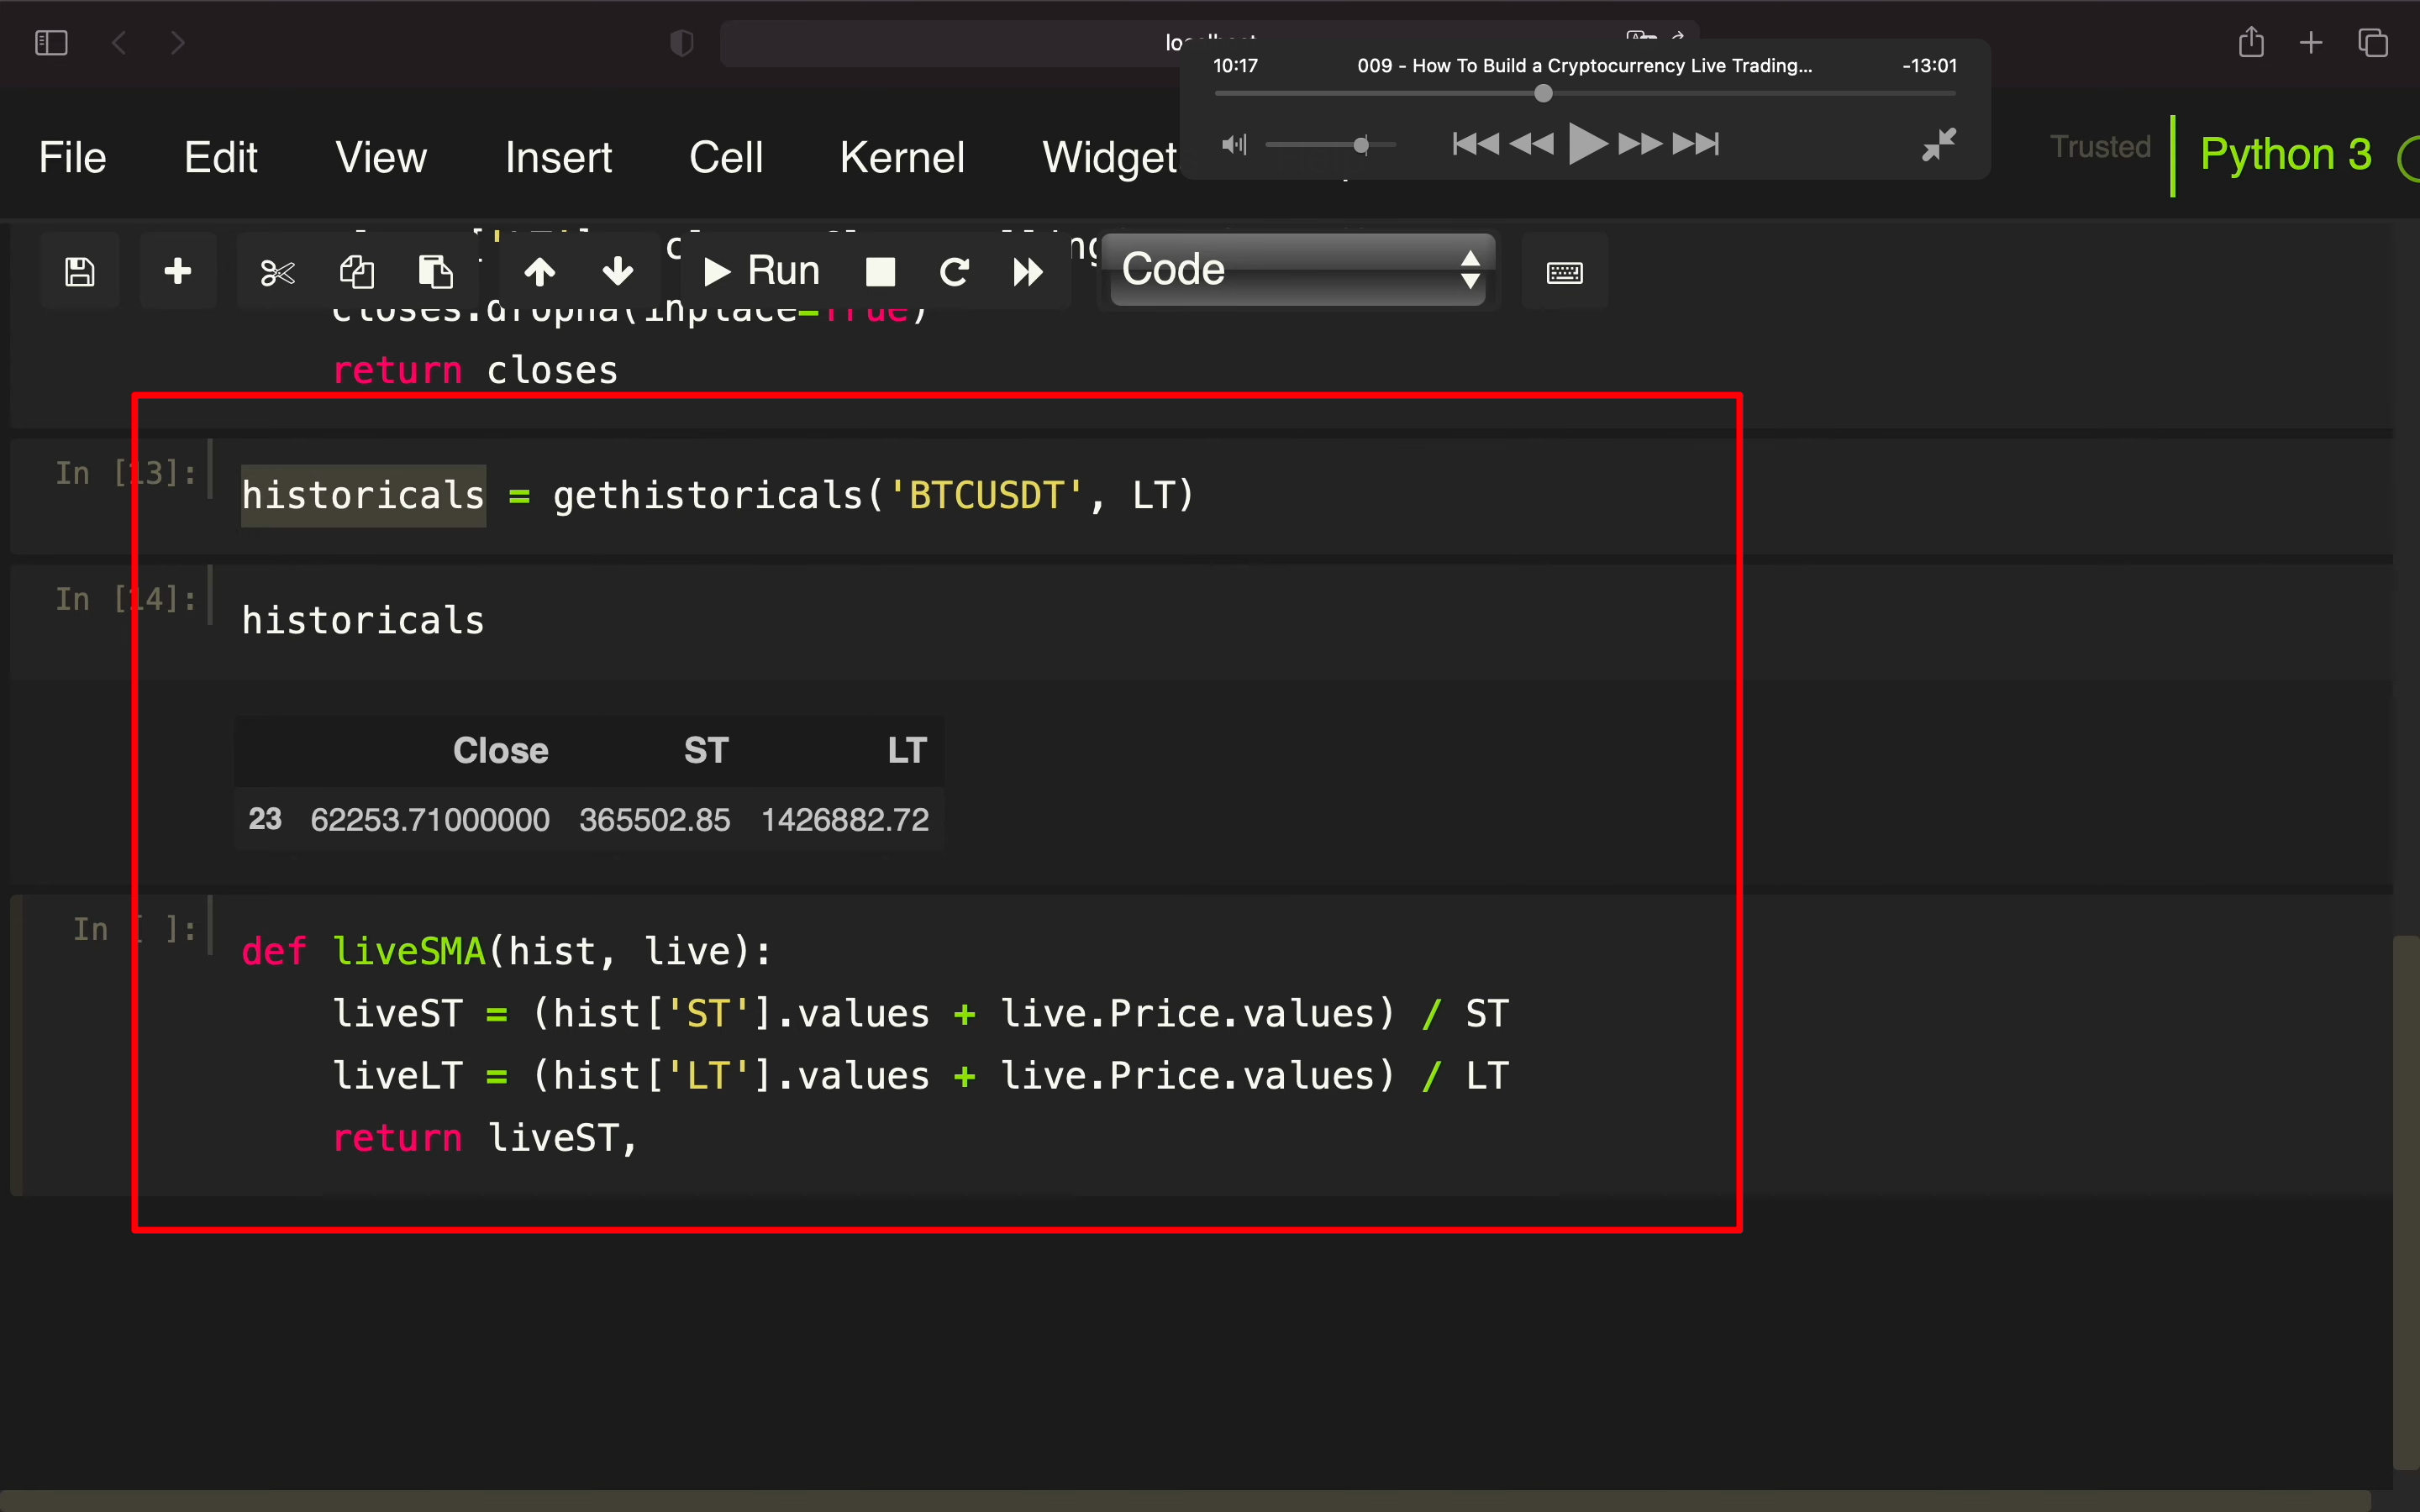 10:17 009 - How To Build a Cryptocurrency Live Trading... -13:01
File Edit View Insert Cell Kernel Trusted Python 3
Run Code
closes.dropna(inplace=True)
return closes
In [13]: historicals = gethistoricals('BTCUSDT', LT)
In [14]: historicals
Close ST LT
23 62253.71000000 365502.85 1426882.72
In [ ]: def liveSMA(hist, live):
liveST = (hist['ST'].values + live.Price.values) / ST
liveLT = (hist['LT'].values + live.Price.values) / LT
return liveST,